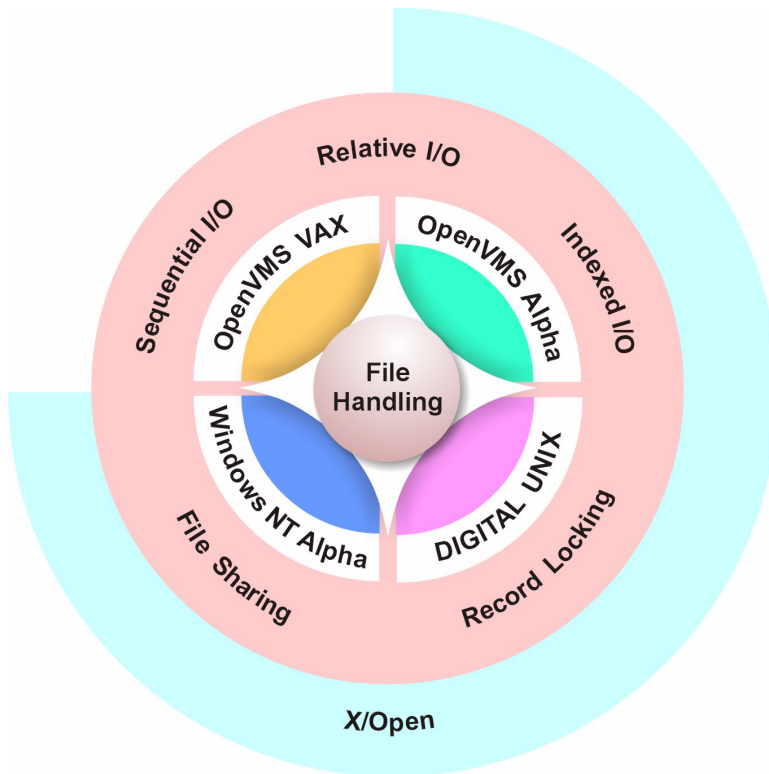 Relative I/O
Sequential I/O
Indexed I/O
OpenVMS VAX
OpenVMS Alpha
File
Handling
Windows NT Alpha
DIGITAL UNIX
File Sharing
Record Locking
X/Open